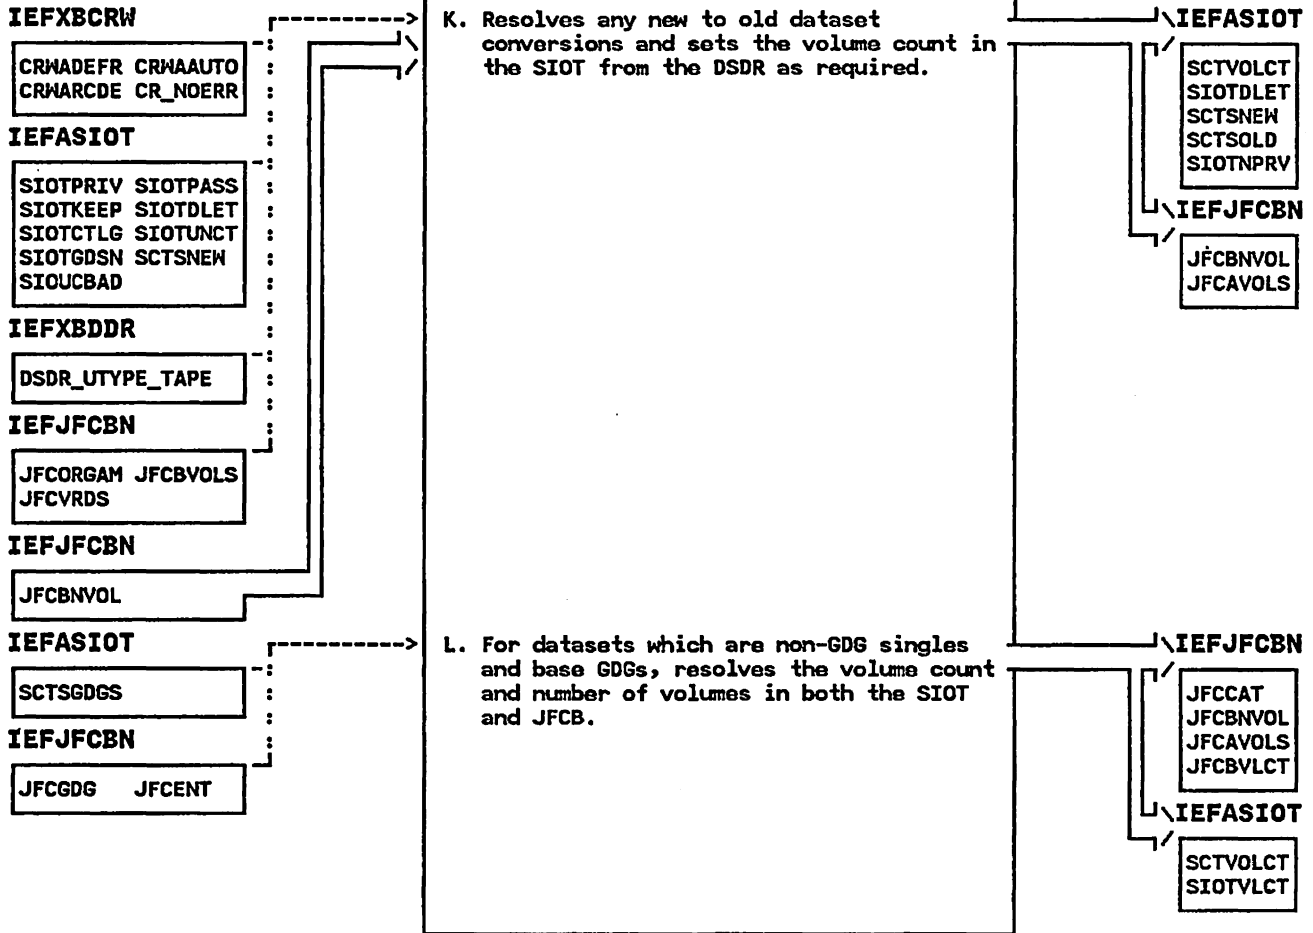 IEFXBCRW
CRWADEFR CRWAAUTO
CRWARCDE CR_NOERR
IEFASIOT
SIOTPRIV SIOTPASS
SIOTKEEP SIOTDLET
SIOTCTLG SIOTUNCT
SIOTGDSN SCTSNEW
SIOUCBAD
IEFXBDDR
DSDR_UTYPE_TAPE
IEFJFCBN
JFCORGAM JFCBVOLS
JFCVRDS
IEFJFCBN
JFCBNVOL
K. Resolves any new to old dataset
conversions and sets the volume count in
the SIOT from the DSDR as required.
IEFASIOT
SCTVOLCT
SIOTDLET
SCTSNEW
SCTSOLD
SIOTNPRV
IEFJFCBN
JFCBNVOL
JFCAVOLS
IEFASIOT
SCTSGDGS
IEFJFCBN
JFCGDG JFCENT
L. For datasets which are non-GDG singles
and base GDGs, resolves the volume count
and number of volumes in both the SIOT
and JFCB.
IEFJFCBN
JFCCAT
JFCBNVOL
JFCAVOLS
JFCBVLCT
IEFASIOT
SCTVOLCT
SIOTVLCT